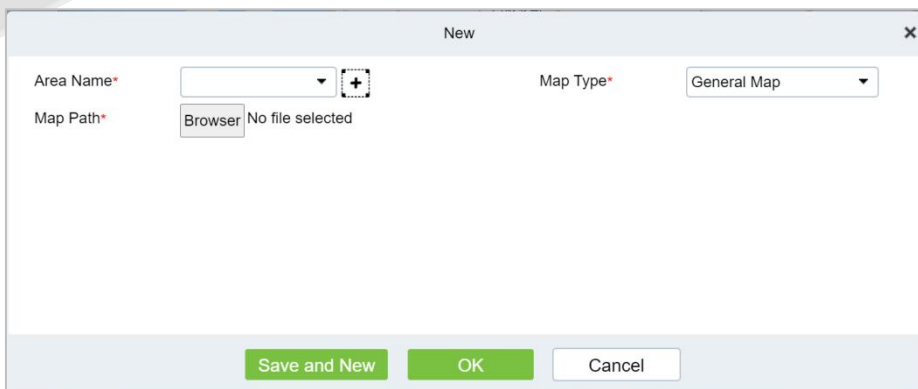 New
Area Name* Map Type* General Map
Map Path* Browser No file selected
Save and New OK Cancel